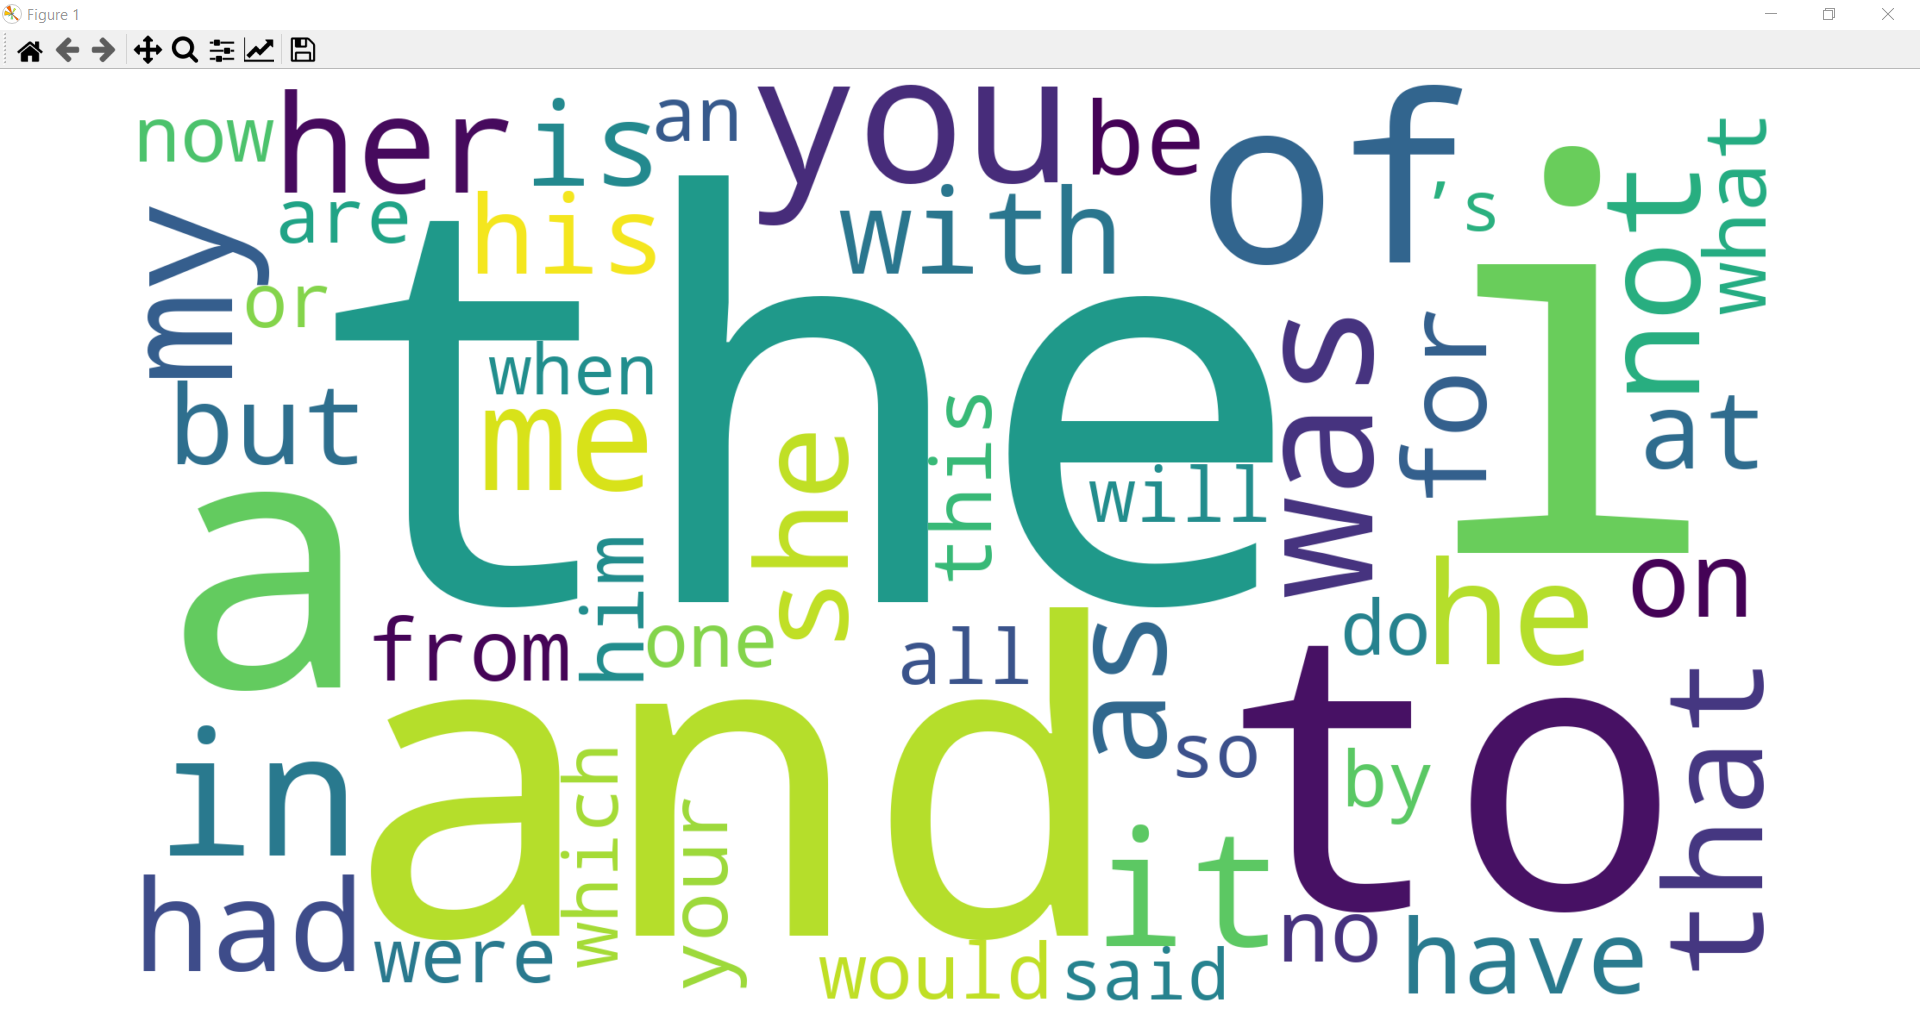 Figure 1
now
her
is
an
you
be
of
’s
i
not
what
my
are
his
with
or
the
was
for
when
but
me
this
at
a
she
will
him
from
one
all
as
do
he
on
and
to
that
in
so
by
which
your
it
had
were
would
said
no
have